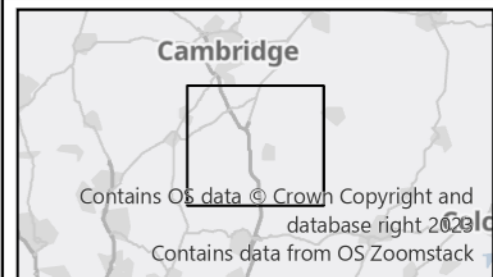 Cambridge
Contains OS data © Crown Copyright and
database right 2023
Contains data from OS Zoomstack